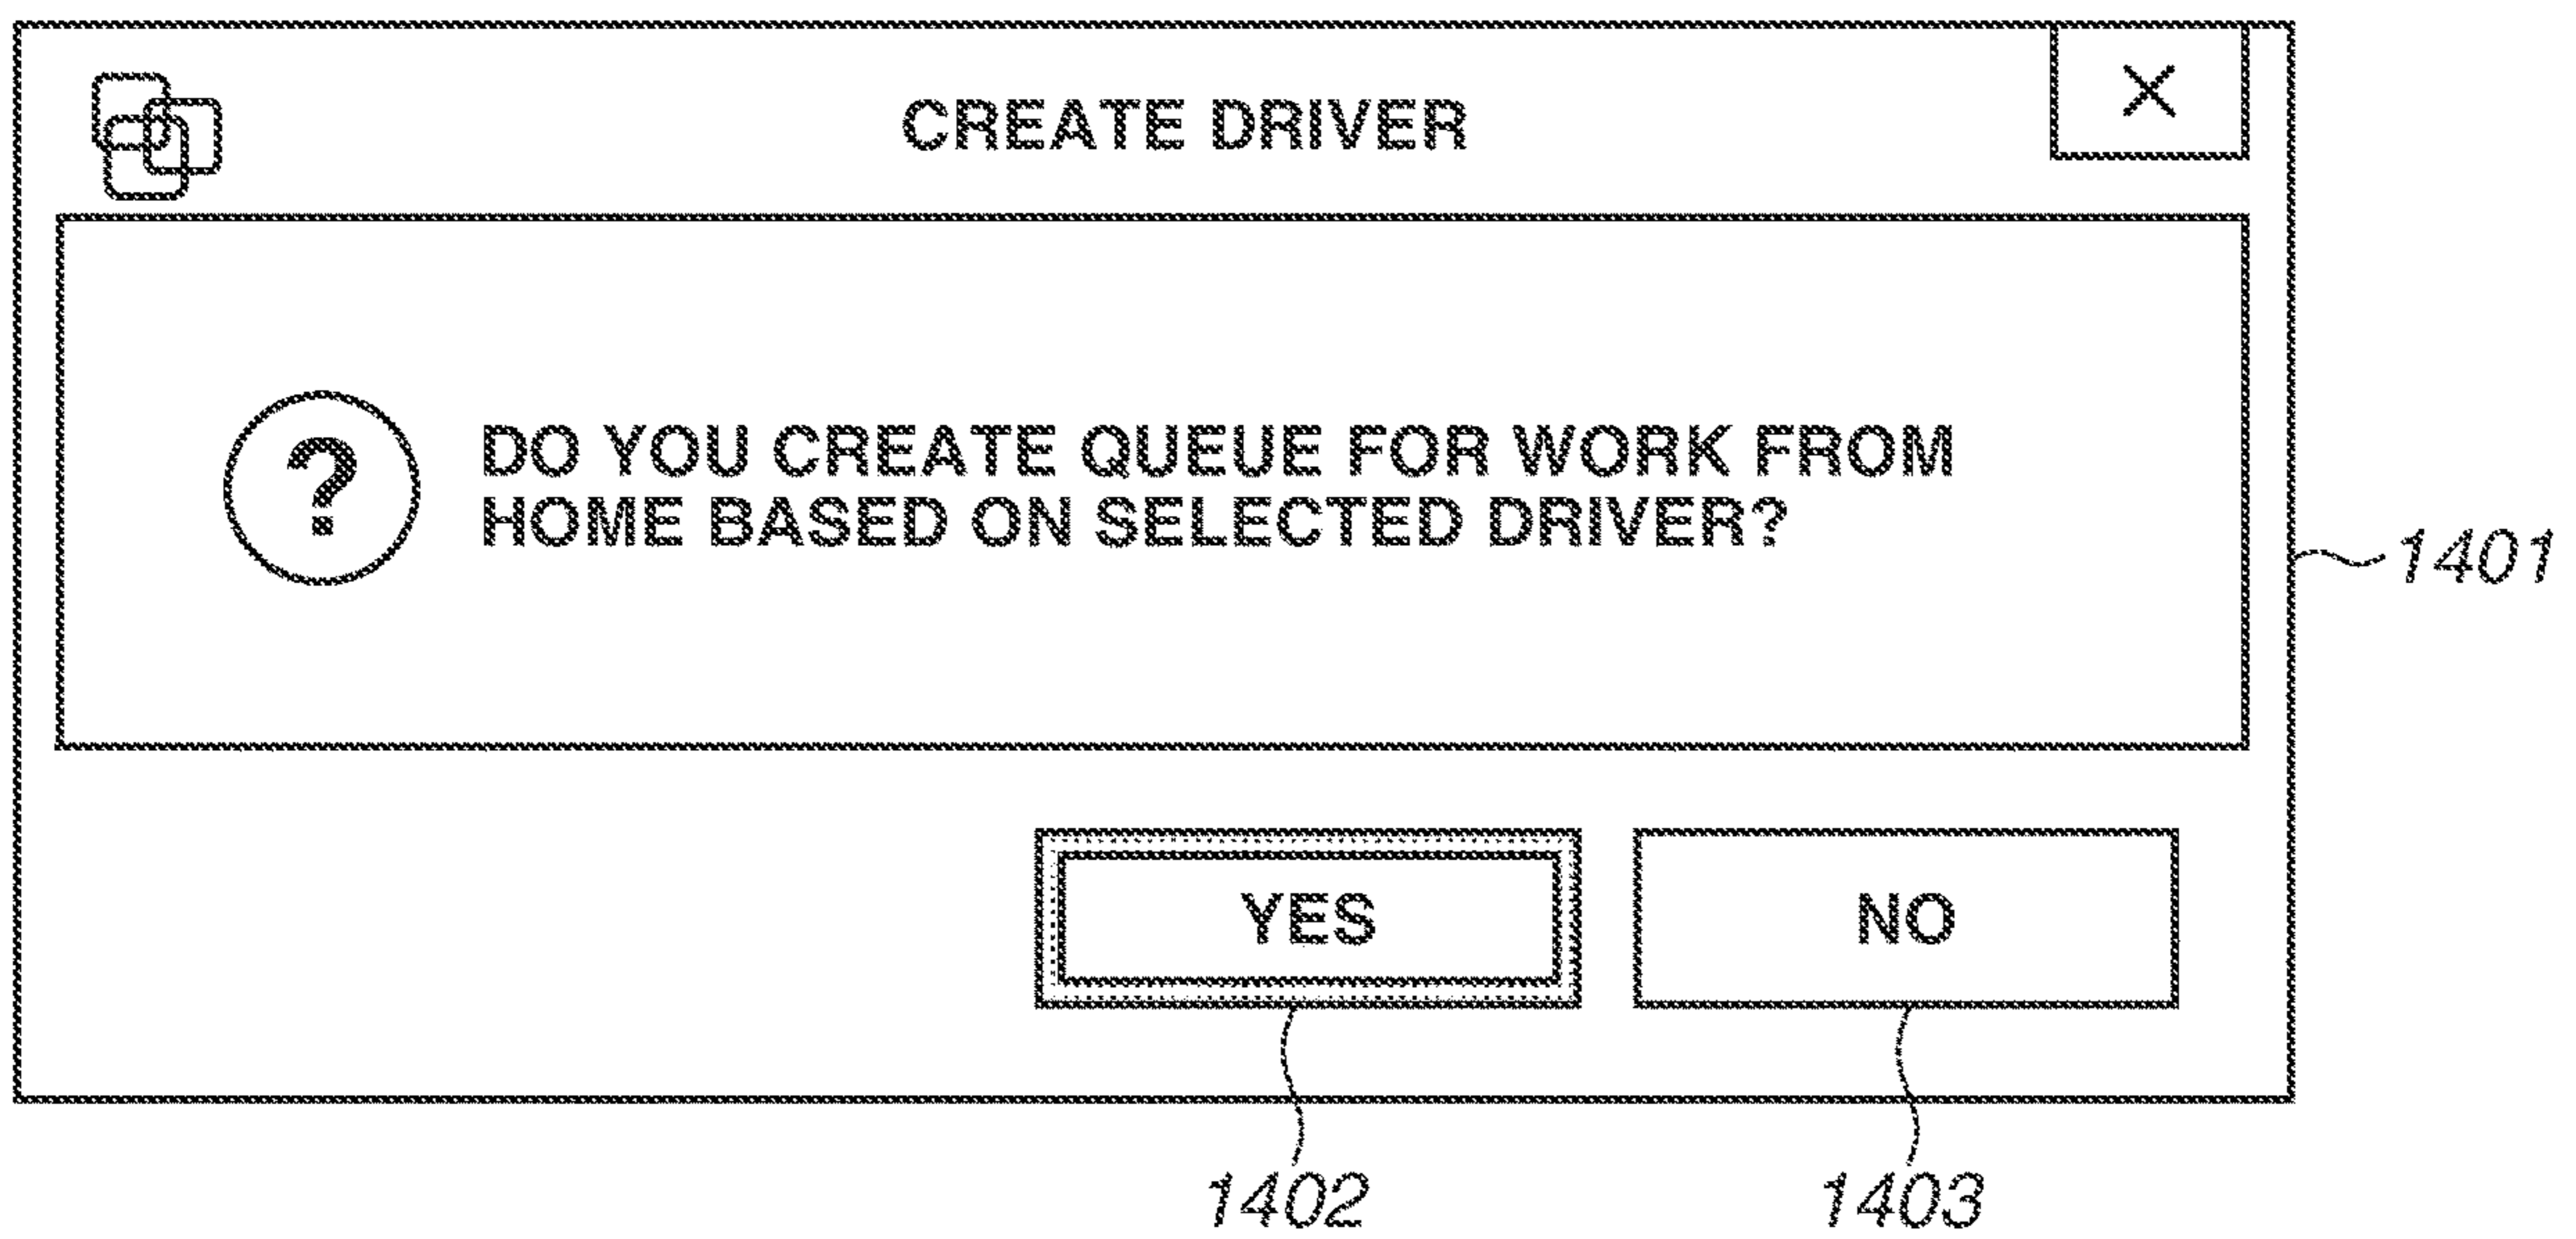 CREATE DRIVER
×
?
DO YOU CREATE QUEUE FOR WORK FROM
HOME BASED ON SELECTED DRIVER?
1401
YES
NO
1402
1403